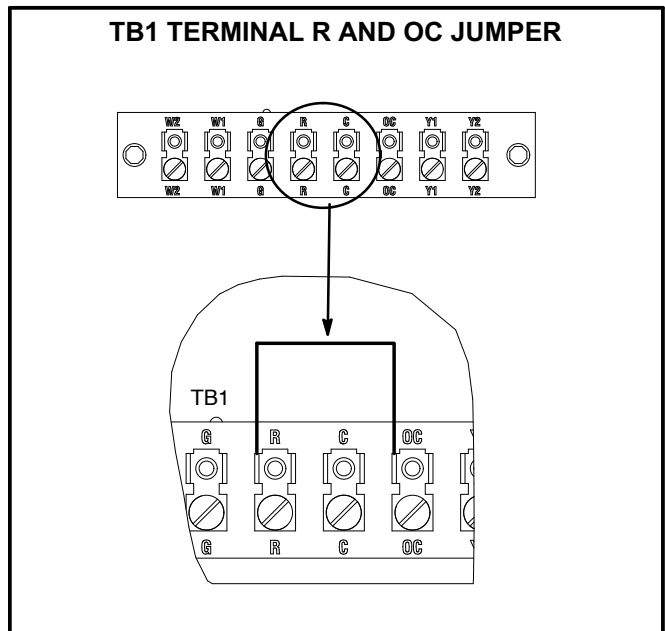 TB1 TERMINAL R AND OC JUMPER
W2 W1 G R C OC Y1 Y2
W2 W1 G R C OC Y1 Y2
TB1
G R C OC
G R C OC